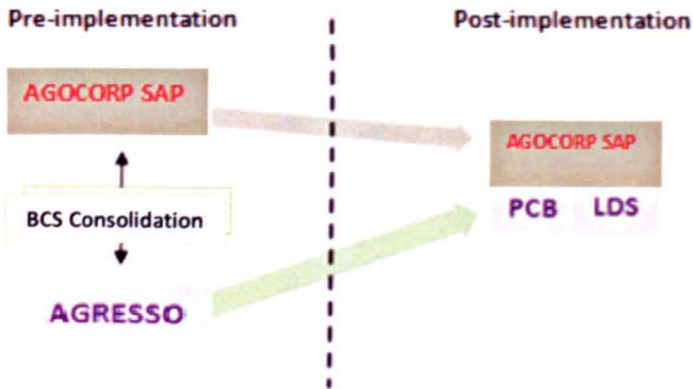 Pre-implementation
Post-implementation
AGOCORP SAP
AGOCORP SAP
BCS Consolidation
PCB LDS
AGRESSO